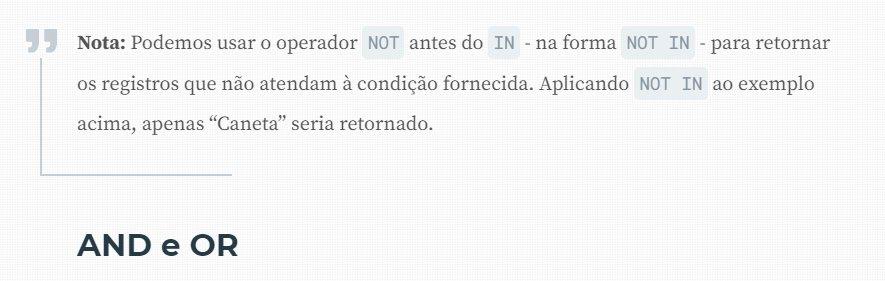 Nota: Podemos usar o operador NOT antes do IN - na forma NOT IN - para retornar
os registros que não atendam à condição fornecida. Aplicando NOT IN ao exemplo
acima, apenas “Caneta” seria retornado.
AND e OR